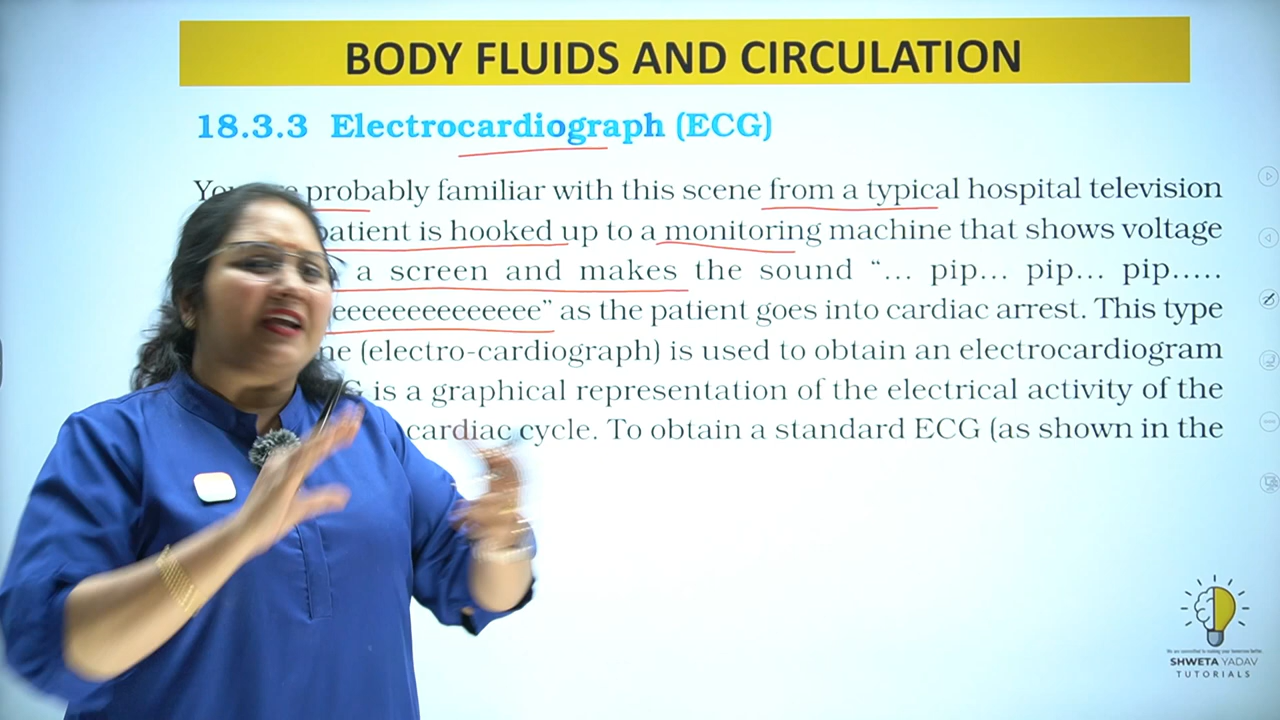 BODY FLUIDS AND CIRCULATION
18.3.3 Electrocardiograph (ECG)
probably familiar with this scene from a typical hospital television
patient is hooked up to a monitoring machine that shows voltage
a screen and makes the sound “... pip... pip... pip.....
eeeeeeeeeeeeeee” as the patient goes into cardiac arrest. This type
(electro-cardiograph) is used to obtain an electrocardiogram
is a graphical representation of the electrical activity of the
cardiac cycle. To obtain a standard ECG (as shown in the
SHWETA YADAV
TUTORIALS